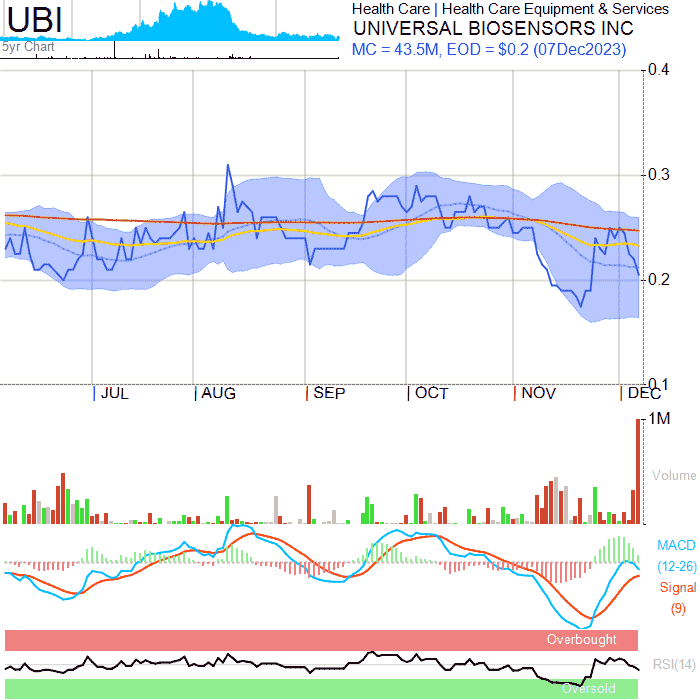 UBI
5yr Chart
Health Care | Health Care Equipment & Services
UNIVERSAL BIOSENSORS INC
MC = 43.5M, EOD = $0.2 (07Dec2023)
0.4
0.3
0.2
0.1
JUL AUG SEP OCT NOV DEC
1M
Volume
MACD
(12-26)
Signal
(9)
Overbought
RSI(14)
Oversold